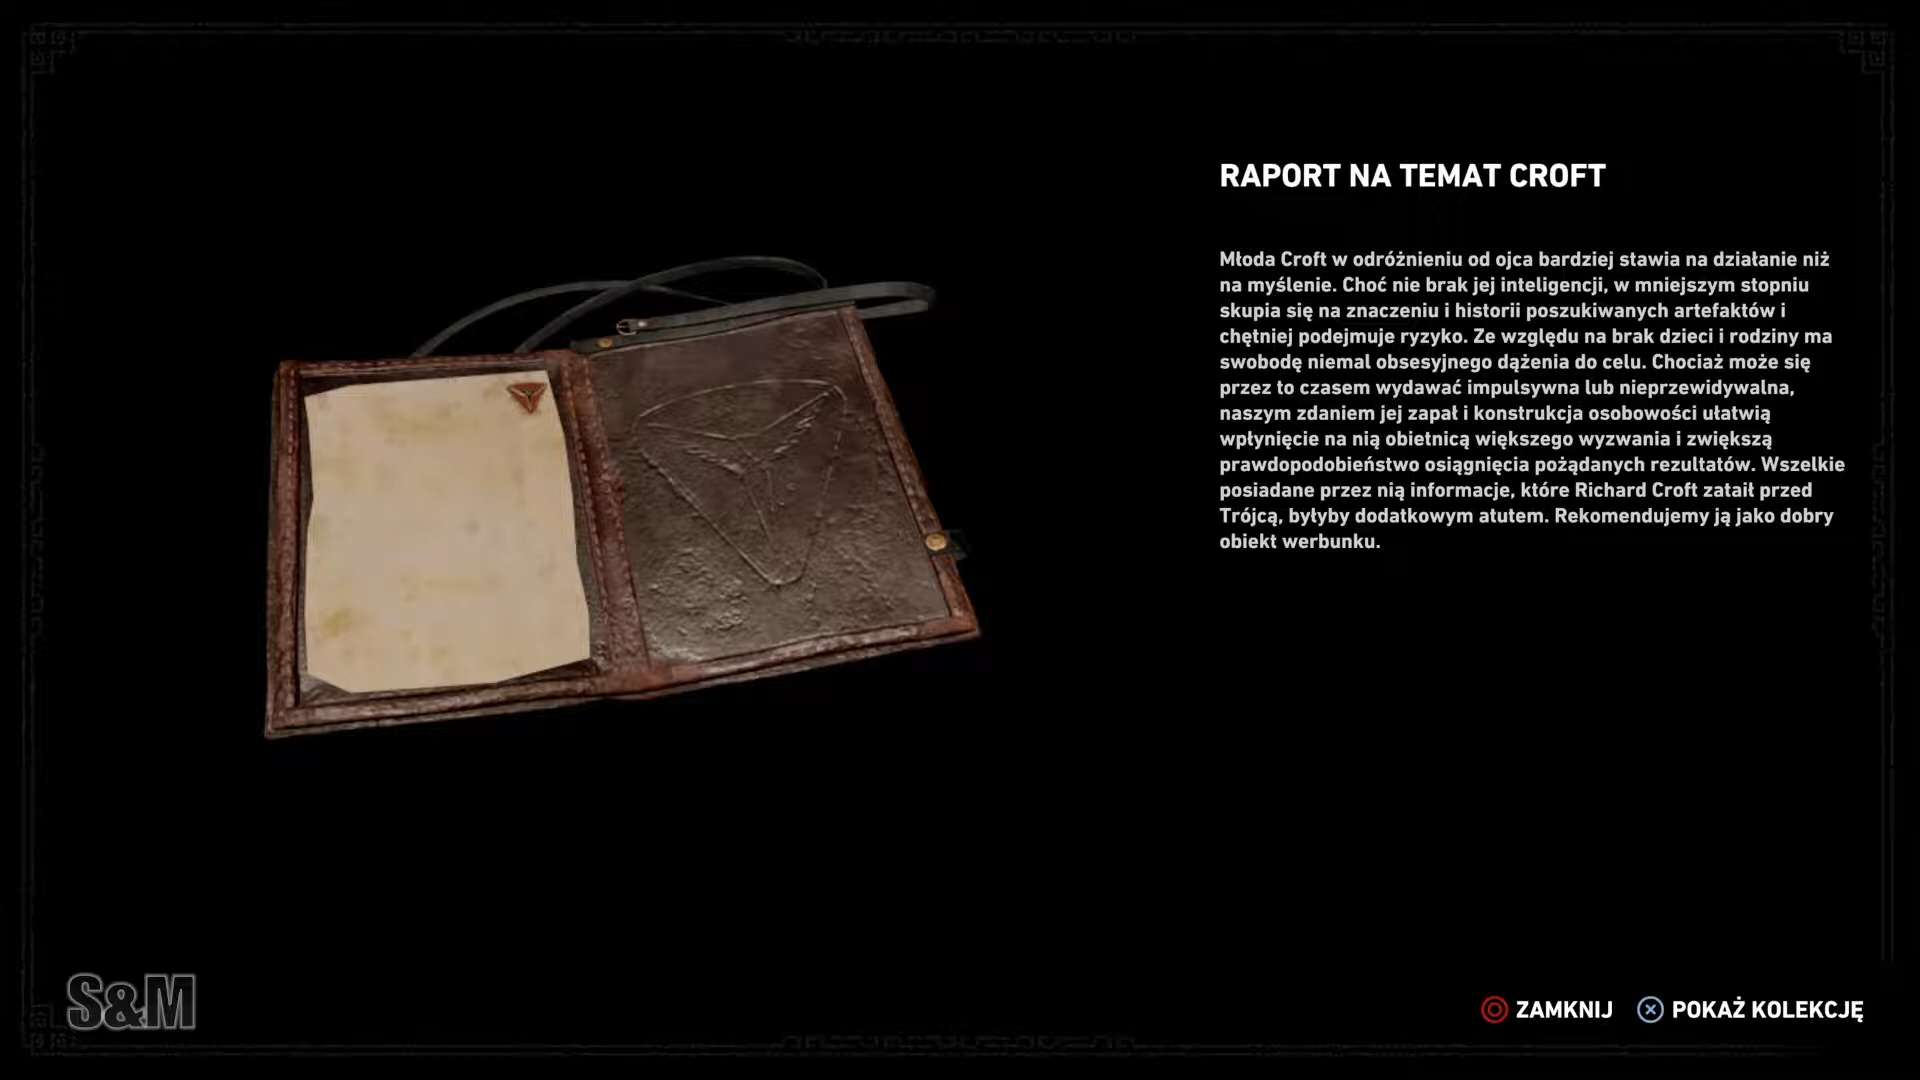 RAPORT NA TEMAT CROFT
Młoda Croft w odróżnieniu od ojca bardziej stawia na działanie niż
na myślenie. Choć nie brak jej inteligencji, w mniejszym stopniu
skupia się na znaczeniu i historii poszukiwanych artefaktów i
chętniej podejmuje ryzyko. Ze względu na brak dzieci i rodziny ma
swobodę niemal obsesyjnego dążenia do celu. Chociaż może się
przez to czasem wydawać impulsywna lub nieprzewidywalna,
naszym zdaniem jej zapał i konstrukcja osobowości ułatwią
wpłynięcie na nią obietnicą większego wyzwania i zwiększą
prawdopodobieństwo osiągnięcia pożądanych rezultatów. Wszelkie
posiadane przez nią informacje, które Richard Croft zataił przed
Trójcą, byłyby dodatkowym atutem. Rekomendujemy ją jako dobry
obiekt werbunku.
S&M
ZAMKNIJ POKAŻ KOLEKCJĘ